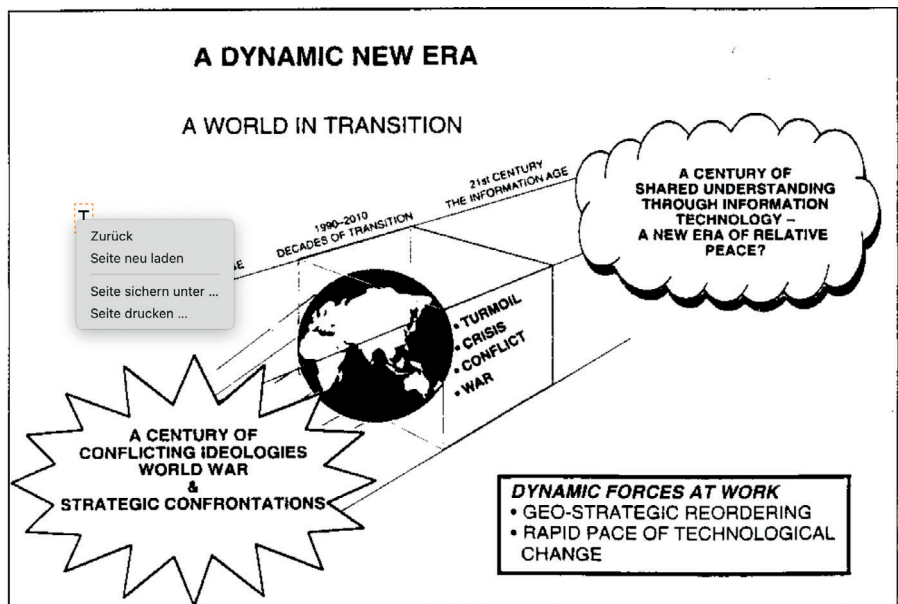 A DYNAMIC NEW ERA
A WORLD IN TRANSITION
T
Zurück
Seite neu laden
Seite sichern unter ...
Seite drucken ...
1990–2010
DECADES OF TRANSITION
21st CENTURY
THE INFORMATION AGE
A CENTURY OF
SHARED UNDERSTANDING
THROUGH INFORMATION
TECHNOLOGY –
A NEW ERA OF RELATIVE
PEACE?
• TURMOIL
• CRISIS
• CONFLICT
• WAR
A CENTURY OF
CONFLICTING IDEOLOGIES
WORLD WAR
&
STRATEGIC CONFRONTATIONS
DYNAMIC FORCES AT WORK
• GEO-STRATEGIC REORDERING
• RAPID PACE OF TECHNOLOGICAL
CHANGE